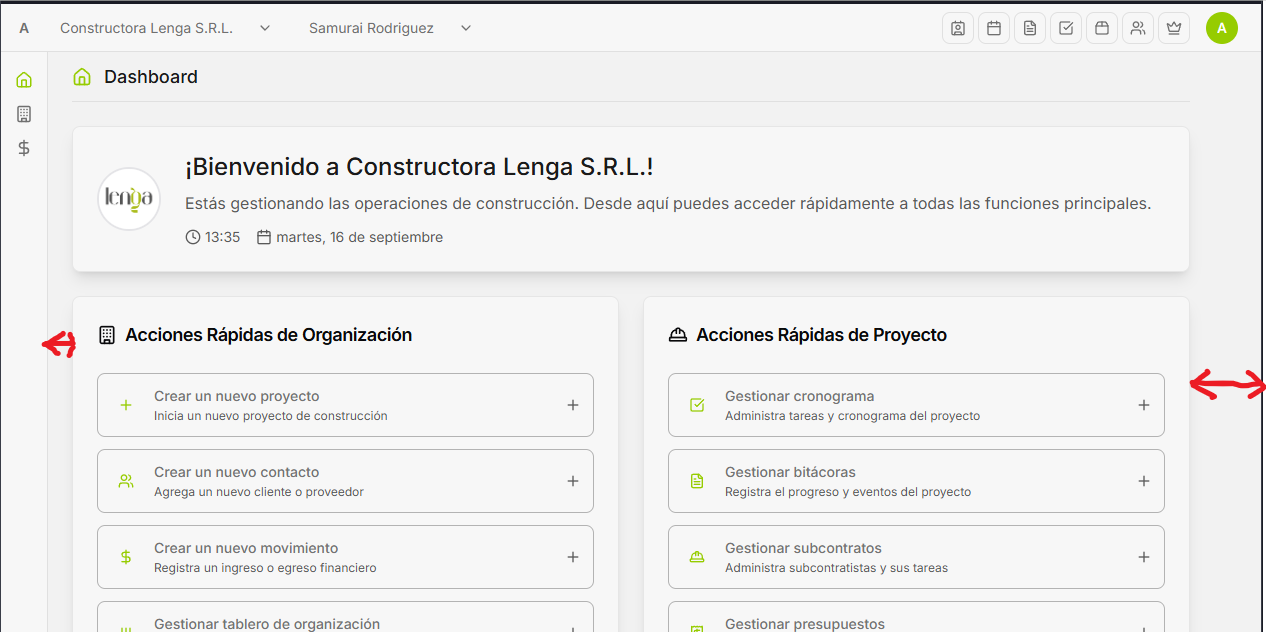 A
Constructora Lenga S.R.L.
Samurai Rodriguez
A
Dashboard
¡Bienvenido a Constructora Lenga S.R.L.!
lenga
Estás gestionando las operaciones de construcción. Desde aquí puedes acceder rápidamente a todas las funciones principales.
13:35
martes, 16 de septiembre
Acciones Rápidas de Organización
Crear un nuevo proyecto
Inicia un nuevo proyecto de construcción
Crear un nuevo contacto
Agrega un nuevo cliente o proveedor
Crear un nuevo movimiento
Registra un ingreso o egreso financiero
Gestionar tablero de organización
Acciones Rápidas de Proyecto
Gestionar cronograma
Administra tareas y cronograma del proyecto
Gestionar bitácoras
Registra el progreso y eventos del proyecto
Gestionar subcontratos
Administra subcontratistas y sus tareas
Gestionar presupuestos